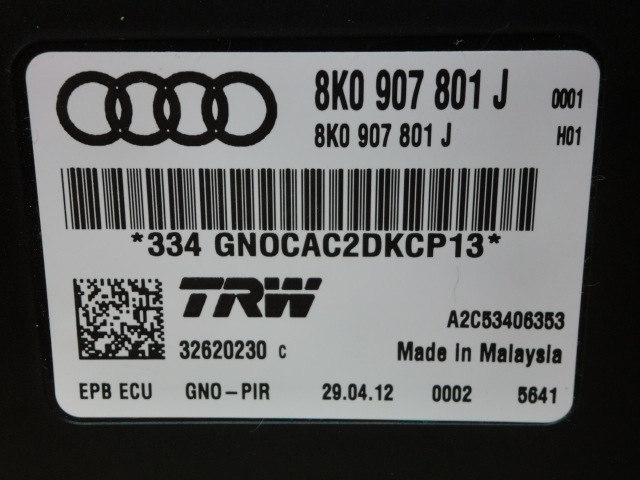 8K0 907 801 J 0001
8K0 907 801 J H01
*334 GNOCAC2DKCP13*
TRW
A2C53406353
32620230 C Made in Malaysia
EPB ECU GNO-PIR 29.04.12 0002 5641